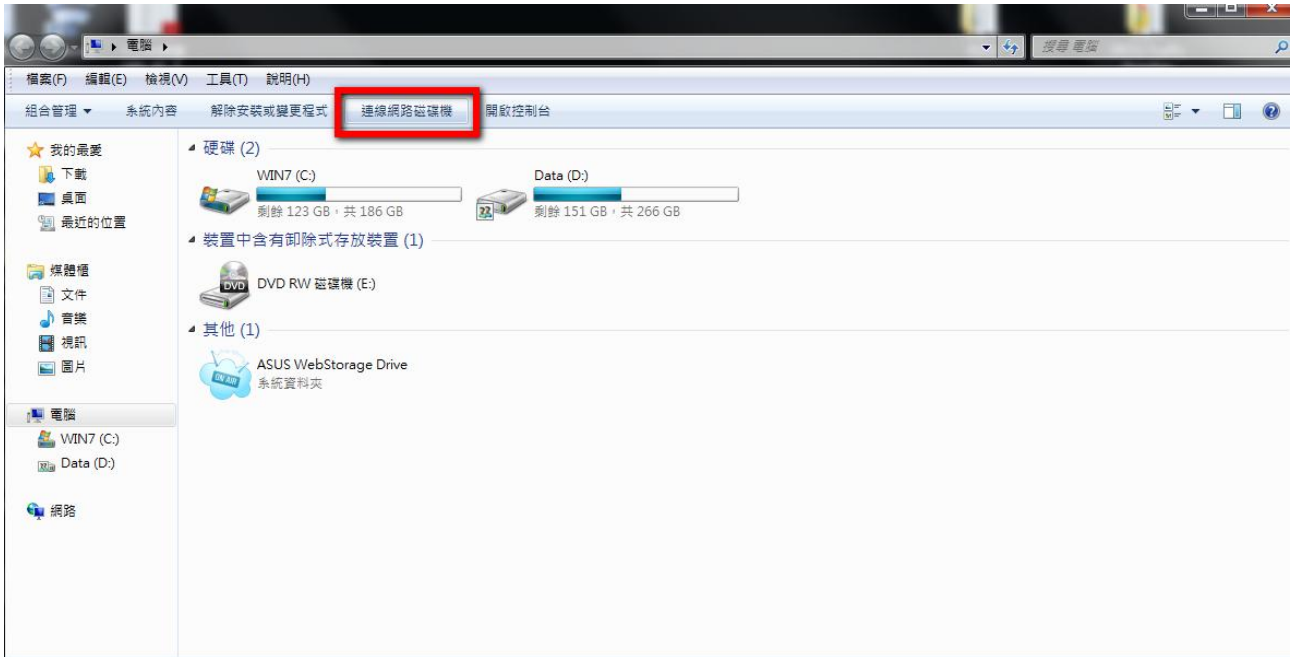 電腦
搜尋 電腦
檔案(F) 編輯(E) 檢視(V) 工具(T) 說明(H)
組合管理 系統內容 解除安裝或變更程式 連線網路磁碟機 開啟控制台
我的最愛
下載
桌面
最近的位置
媒體櫃
文件
音樂
視訊
圖片
電腦
WIN7 (C:)
Data (D:)
網路
硬碟 (2)
WIN7 (C:)
剩餘 123 GB，共 186 GB
Data (D:)
剩餘 151 GB，共 266 GB
裝置中含有卸除式存放裝置 (1)
DVD
DVD RW 磁碟機 (E:)
其他 (1)
ON AIR
ASUS WebStorage Drive
系統資料夾